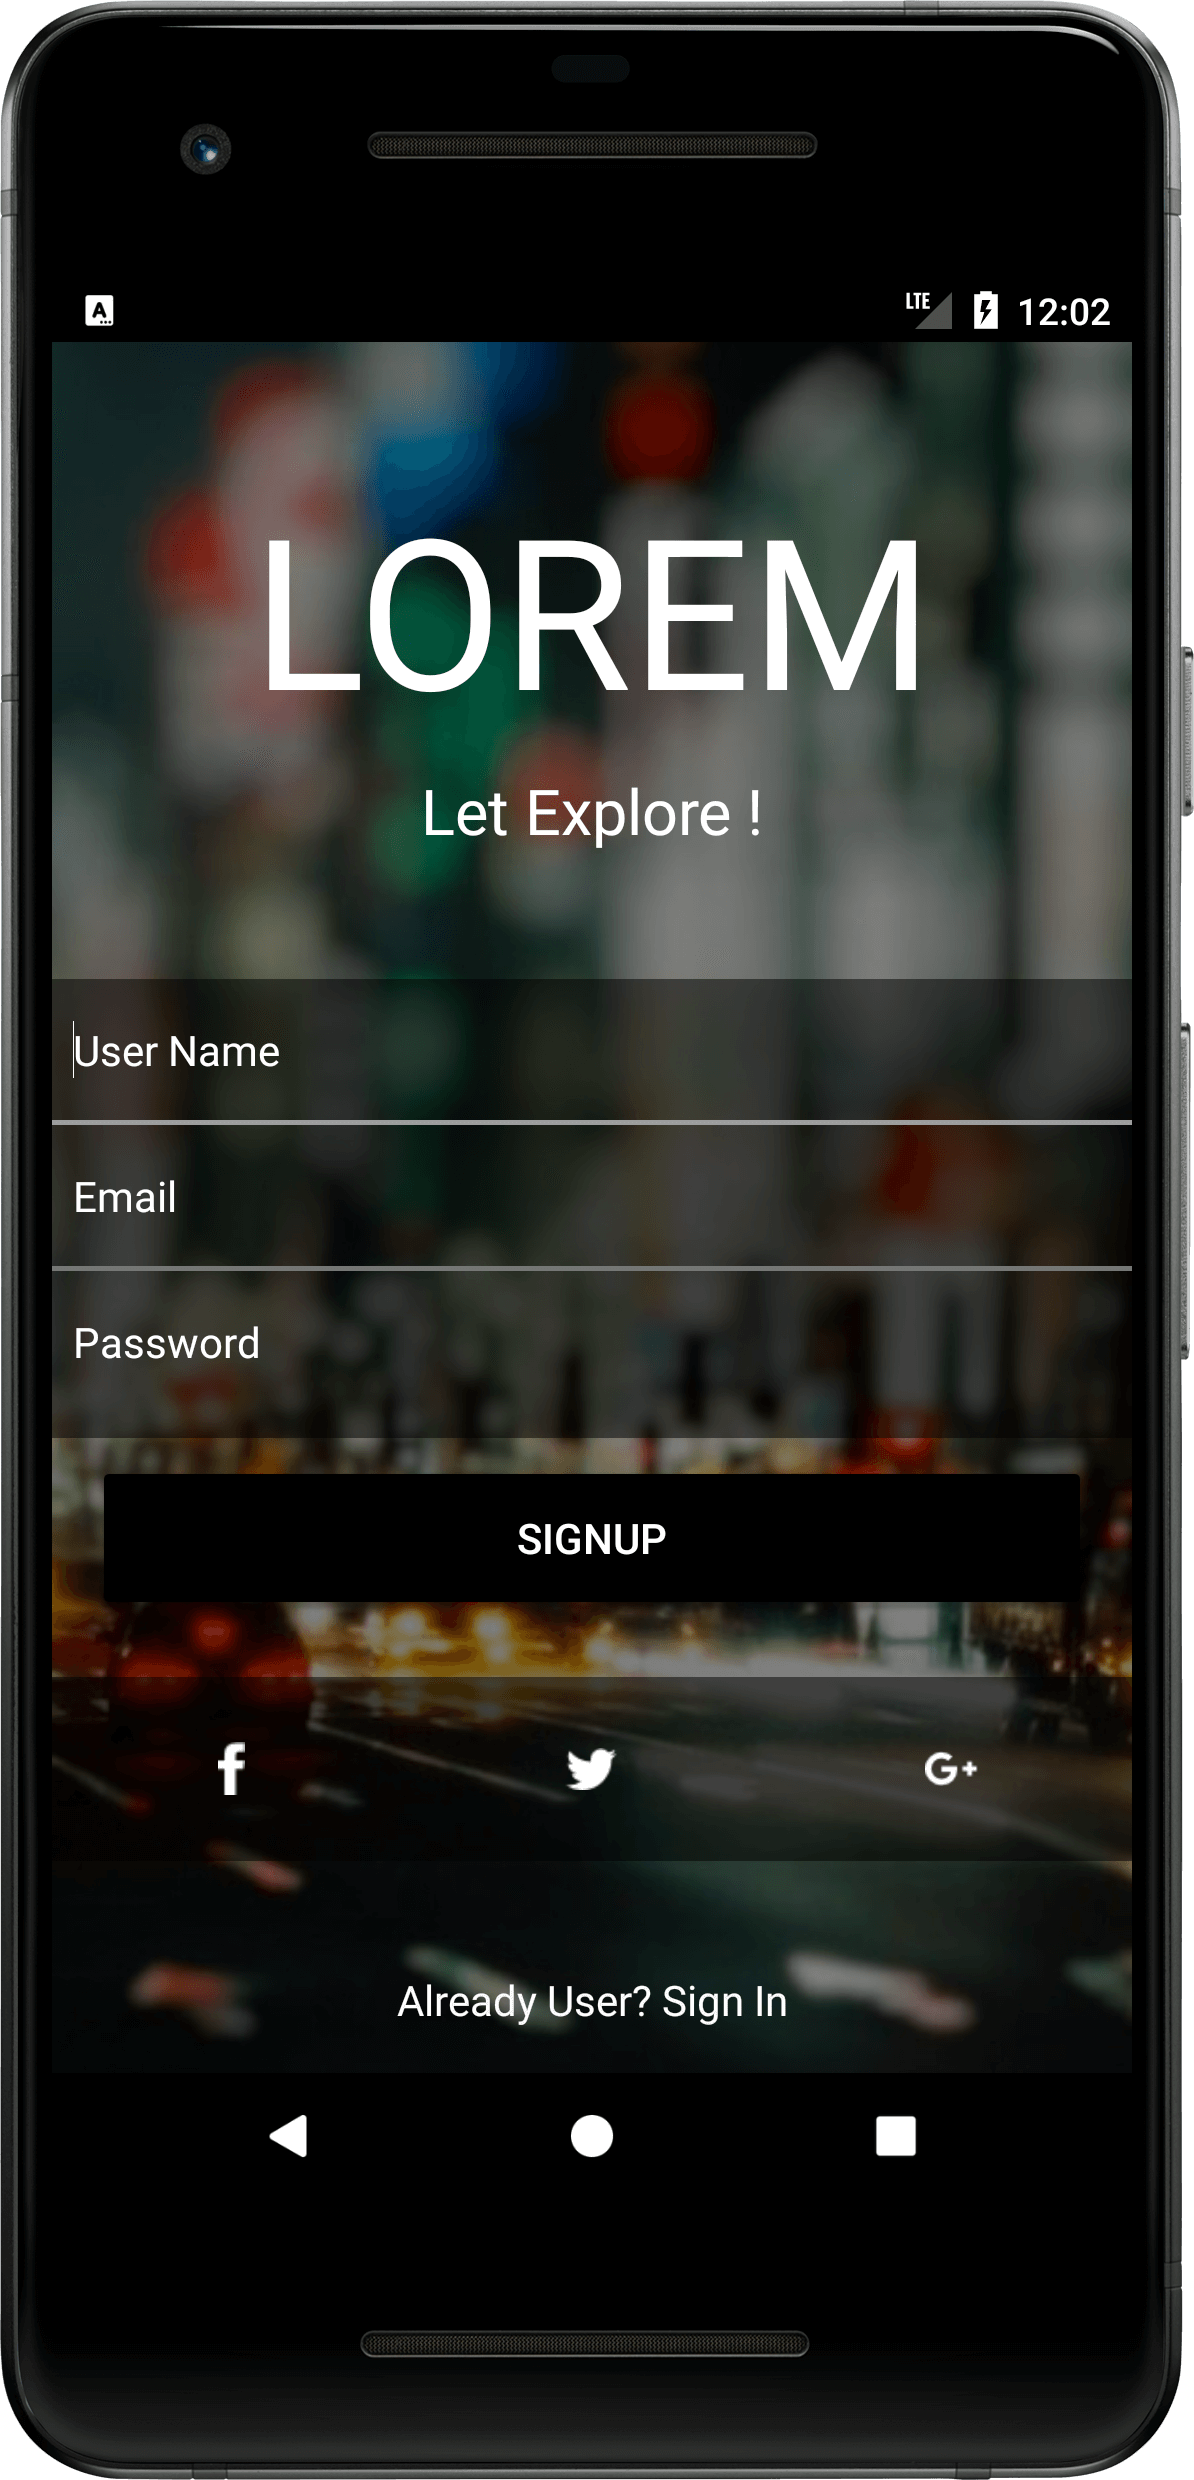 A
LTE 12:02
LOREM
Let Explore !
User Name
Email
Password
SIGNUP
f G+
Already User? Sign In